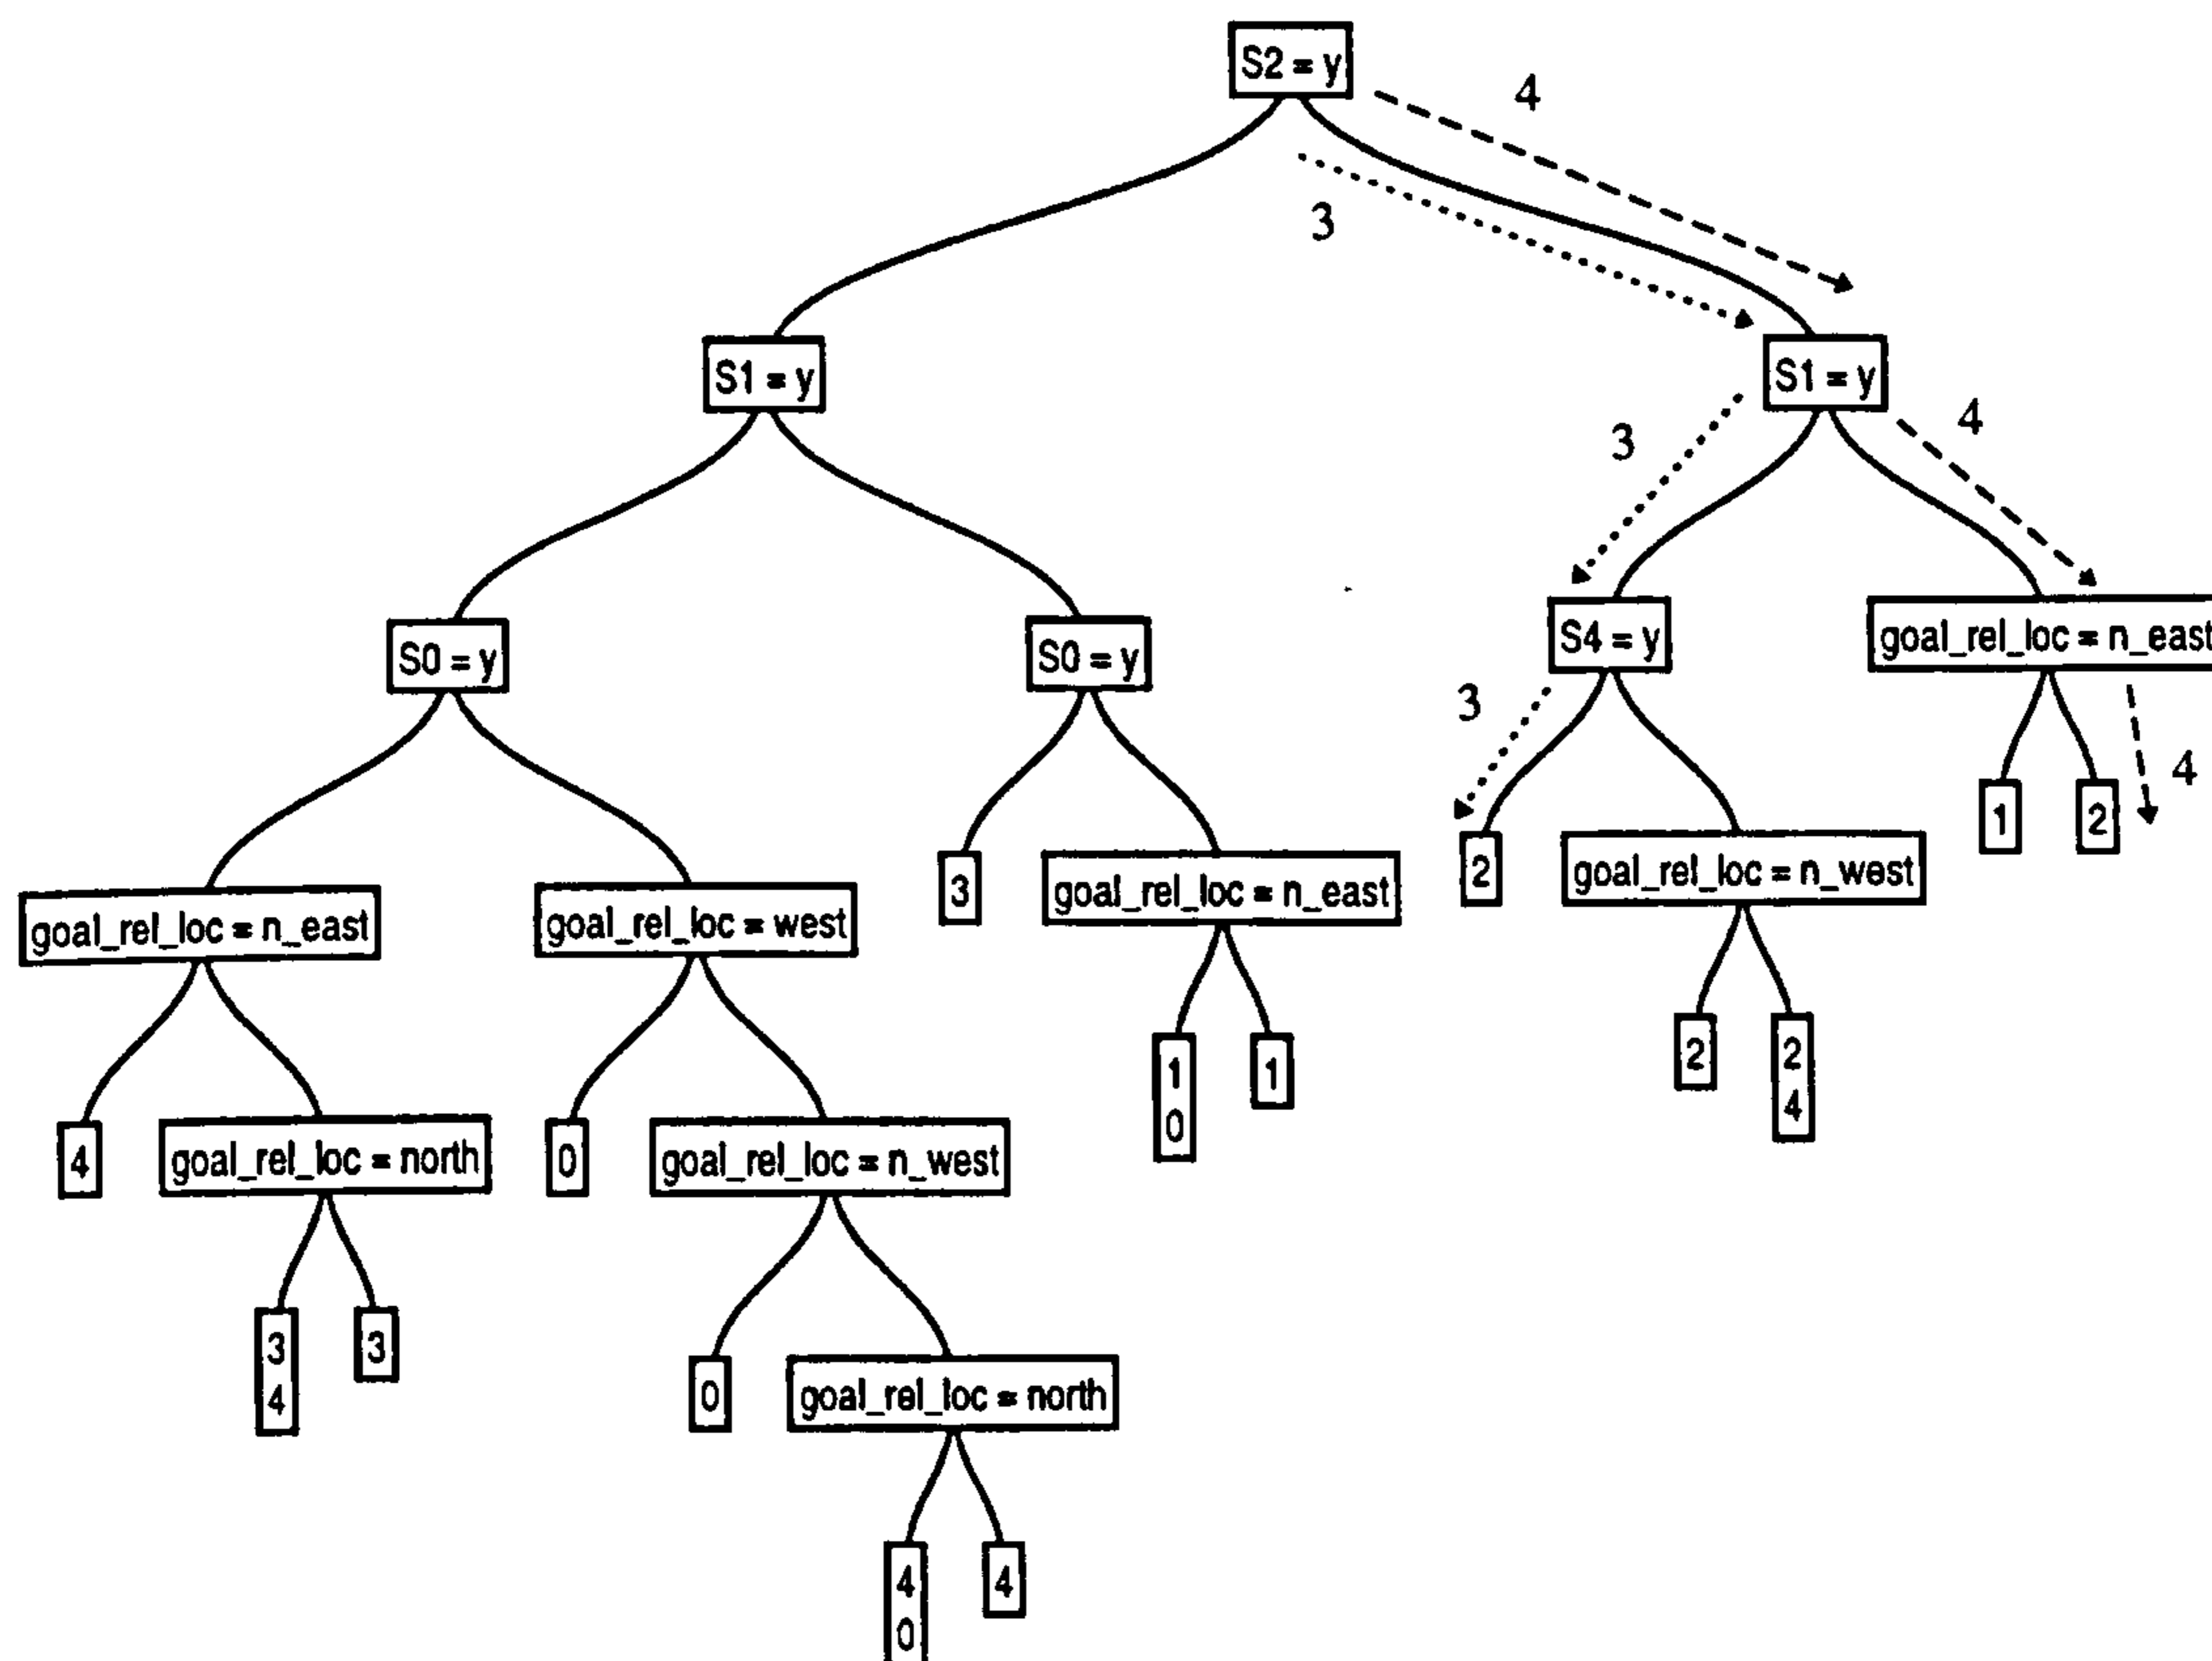 S2 = y
4
3
S1 = y
S1 = y
4
3
S0 = y
S0 = y
S4 = y
goal_rel_loc = n_east
3
4
1
2
goal_rel_loc = n_east
goal_rel_loc = west
3
goal_rel_loc = n_east
2
goal_rel_loc = n_west
1
0
1
2
2
4
4
goal_rel_loc = north
0
goal_rel_loc = n_west
3
4
3
0
goal_rel_loc = north
4
0
4